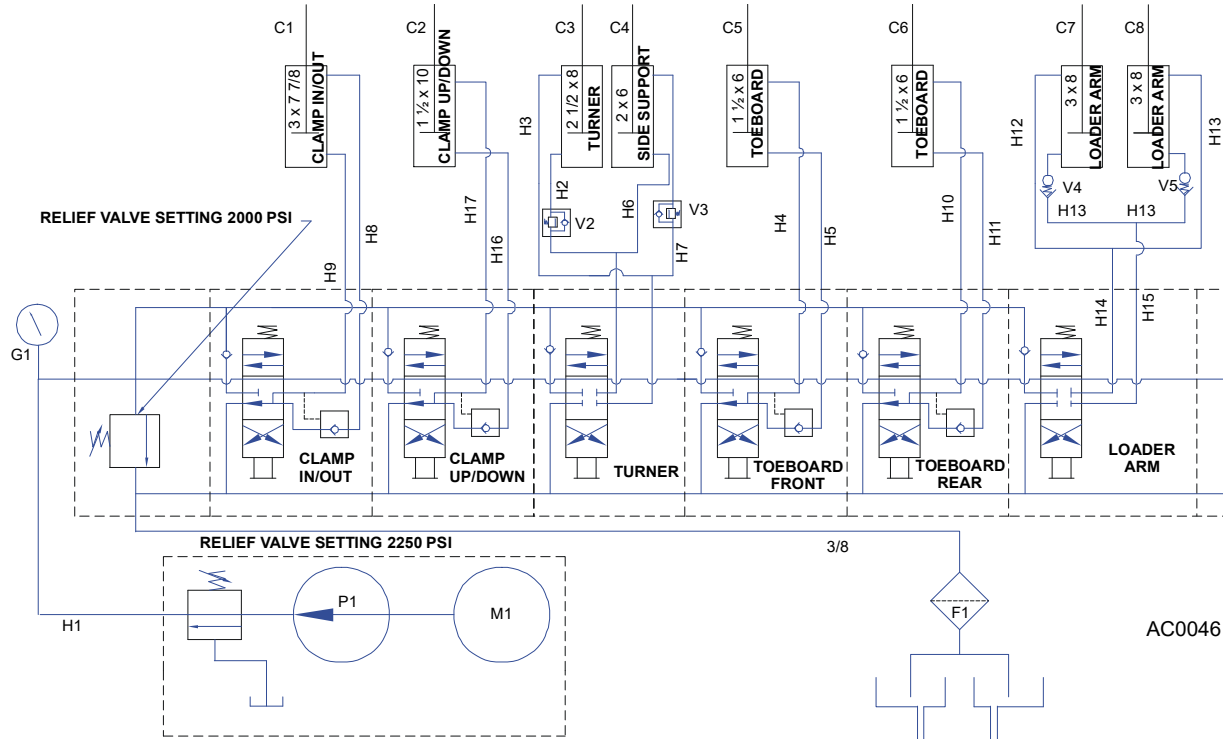 C1
C2
C3
C4
C5
C6
C7
C8
3 x 7 7/8
CLAMP IN/OUT
1 ½ x 10
CLAMP UP/DOWN
2 1/2 x 8
TURNER
2 x 6
SIDE SUPPORT
1 ½ x 6
TOEBOARD
1 ½ x 6
TOEBOARD
3 x 8
LOADER ARM
3 x 8
LOADER ARM
H3
H12
H13
H2
V4
V5
RELIEF VALVE SETTING 2000 PSI
H8
H9
H17
H16
H6
V2
V3
H7
H4
H5
H10
H11
H13
H13
H14
H15
G1
CLAMP
IN/OUT
CLAMP
UP/DOWN
TURNER
TOEBOARD
FRONT
TOEBOARD
REAR
LOADER
ARM
RELIEF VALVE SETTING 2250 PSI
3/8
H1
P1
M1
F1
AC0046